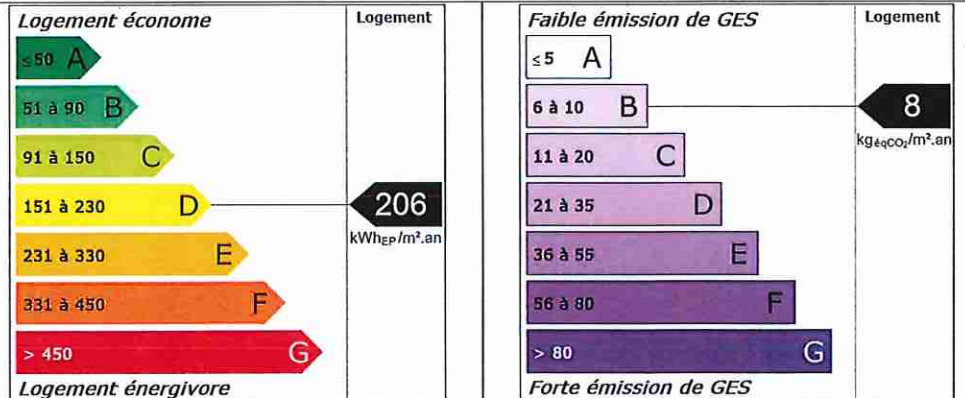 Logement économe
Logement
≤ 50 A
51 à 90 B
91 à 150 C
151 à 230 D
206
kWhEP/m².an
231 à 330 E
331 à 450 F
> 450 G
Logement énergivore
Faible émission de GES
Logement
≤ 5 A
6 à 10 B
8
kgéqCO₂/m².an
11 à 20 C
21 à 35 D
36 à 55 E
56 à 80 F
> 80 G
Forte émission de GES